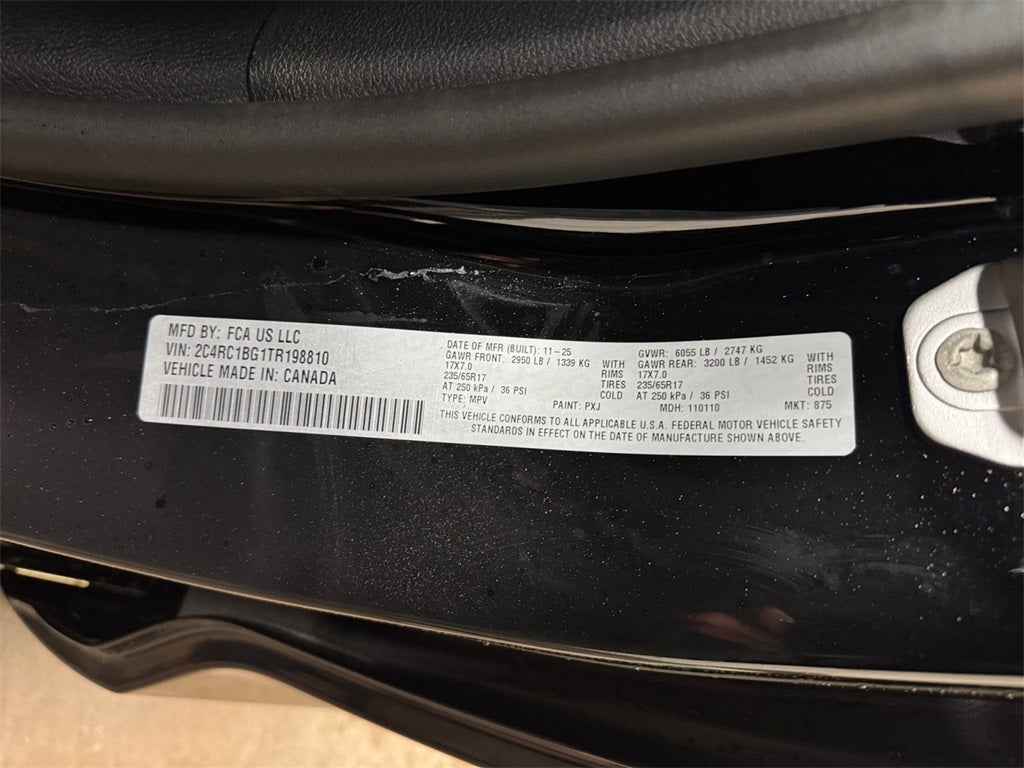 MFD BY: FCA US LLC
VIN: 2C4RC1BG1TR198810
VEHICLE MADE IN: CANADA
DATE OF MFR (BUILT): 11-25
GAWR FRONT: 2950 LB / 1339 KG WITH
17X7.0 RIMS
235/65R17 TIRES
AT 250 kPa / 36 PSI COLD
TYPE: MPV
GVWR: 6055 LB / 2747 KG
GAWR REAR: 3200 LB / 1452 KG WITH
17X7.0 RIMS
235/65R17 TIRES
AT 250 kPa / 36 PSI COLD
PAINT: PXJ MDH: 110110 MKT: 875
THIS VEHICLE CONFORMS TO ALL APPLICABLE U.S.A. FEDERAL MOTOR VEHICLE SAFETY
STANDARDS IN EFFECT ON THE DATE OF MANUFACTURE SHOWN ABOVE.